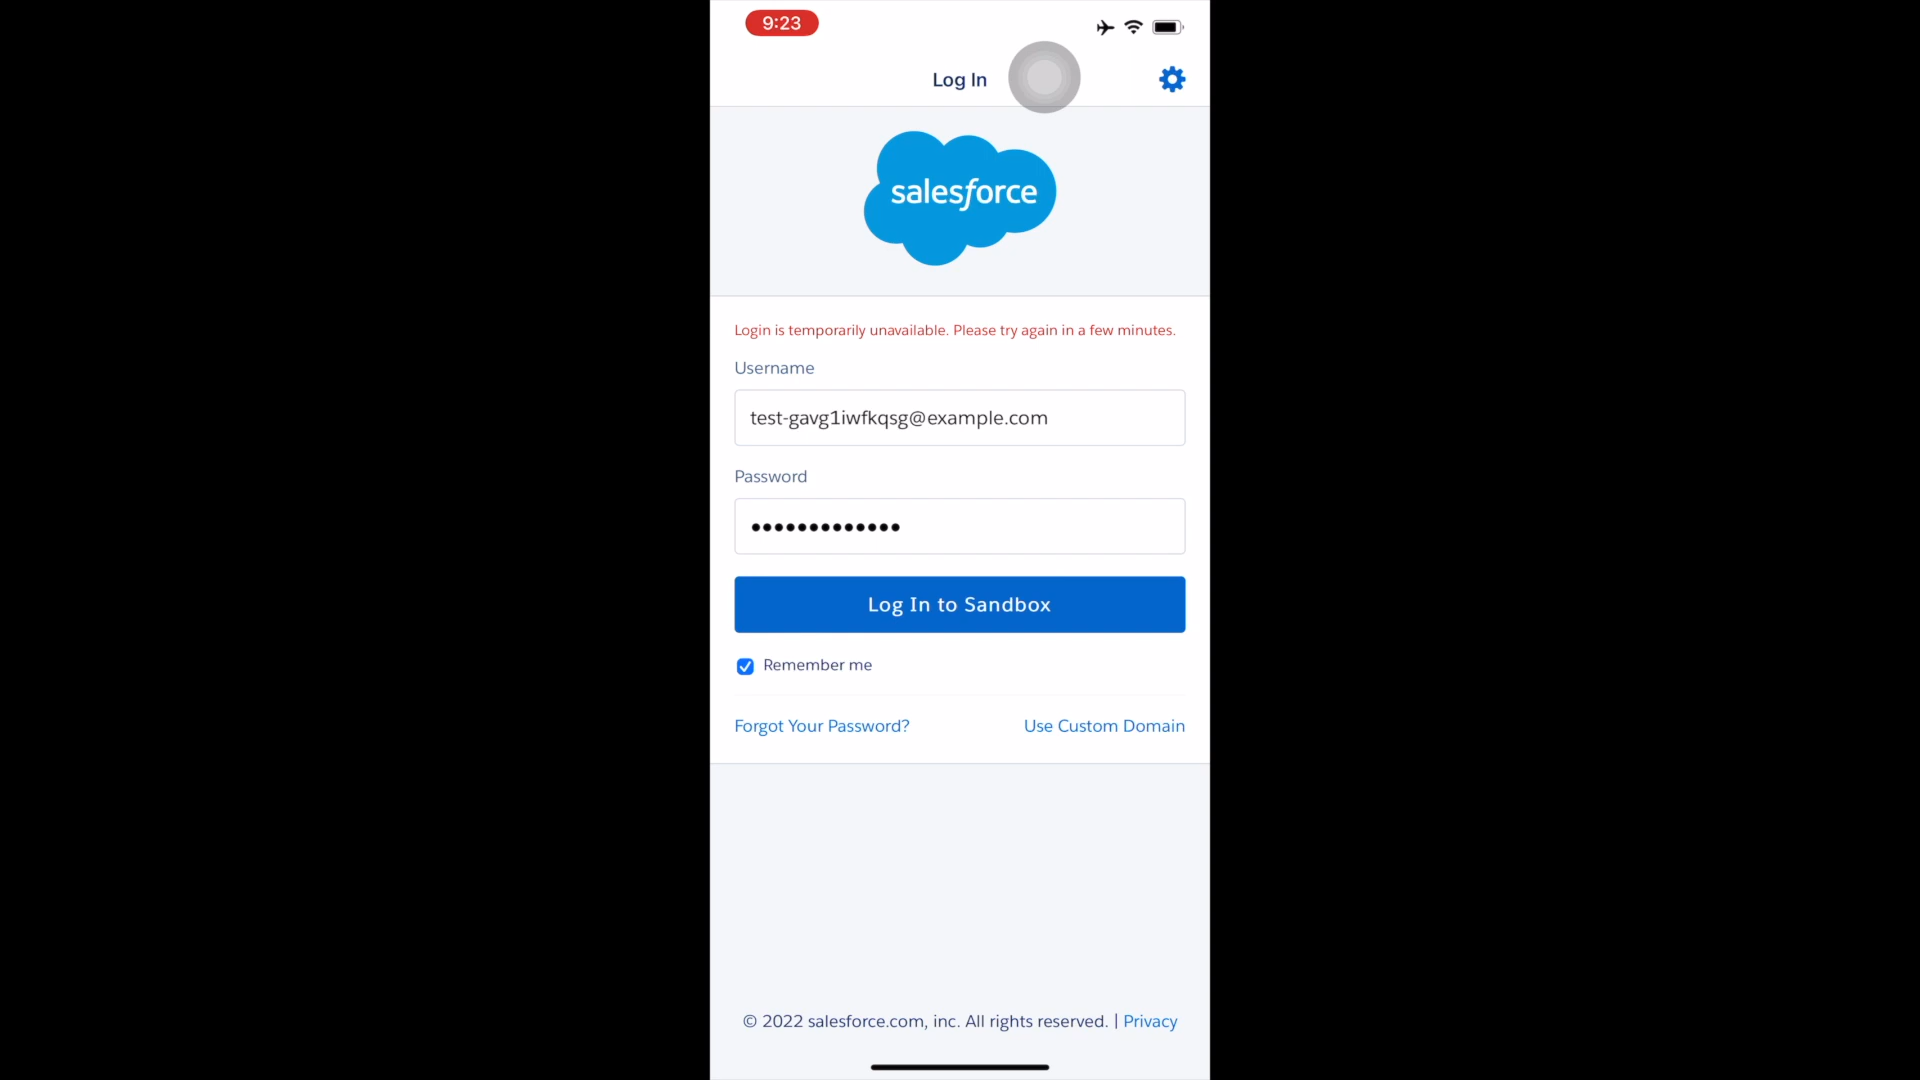 9:23
Log In
salesforce
Login is temporarily unavailable. Please try again in a few minutes.
Username
test-gavg1iwfkqsg@example.com
Password
Log In to Sandbox
Remember me
Forgot Your Password? Use Custom Domain
© 2022 salesforce.com, inc. All rights reserved. | Privacy